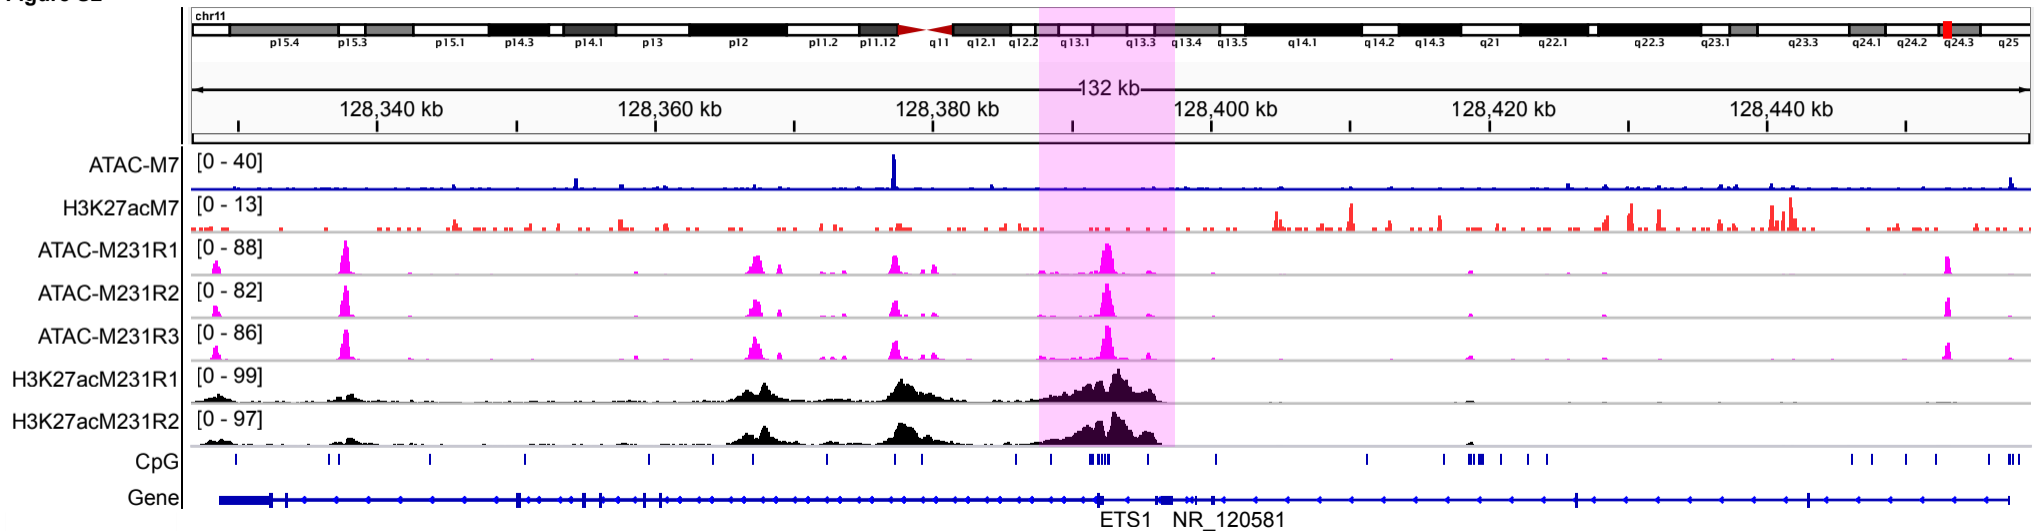 chr11
p15.4 p15.3 p15.1 p14.3 p14.1 p13 p12 p11.2 p11.12 q11 q12.1 q12.2 q13.1 q13.3 q13.4 q13.5 q14.1 q14.2 q14.3 q21 q22.1 q22.3 q23.1 q23.3 q24.1 q24.2 q24.3 q25
132 kb
128,340 kb 128,360 kb 128,380 kb 128,400 kb 128,420 kb 128,440 kb
ATAC-M7 [0 - 40]
H3K27acM7 [0 - 13]
ATAC-M231R1 [0 - 88]
ATAC-M231R2 [0 - 82]
ATAC-M231R3 [0 - 86]
H3K27acM231R1 [0 - 99]
H3K27acM231R2 [0 - 97]
CpG
Gene
ETS1 NR_120581